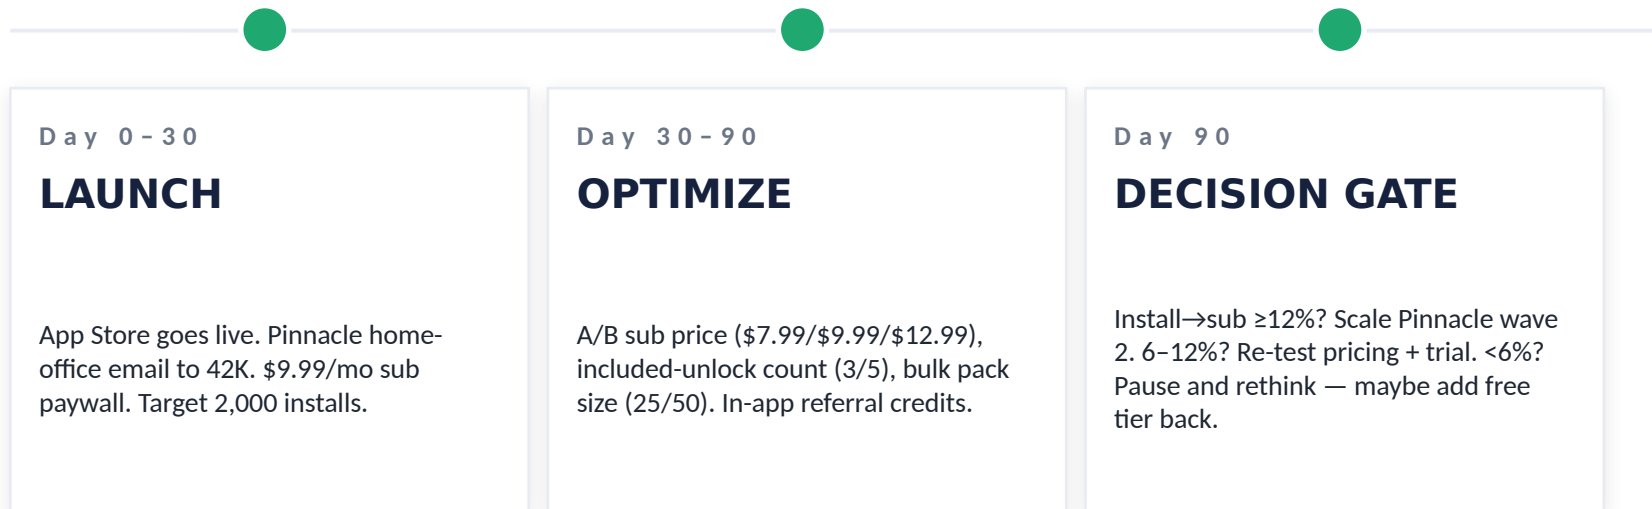 Day 0–30
LAUNCH
App Store goes live. Pinnacle home-
office email to 42K. $9.99/mo sub
paywall. Target 2,000 installs.
Day 30–90
OPTIMIZE
A/B sub price ($7.99/$9.99/$12.99),
included-unlock count (3/5), bulk pack
size (25/50). In-app referral credits.
Day 90
DECISION GATE
Install→sub ≥12%? Scale Pinnacle wave
2. 6–12%? Re-test pricing + trial. <6%?
Pause and rethink — maybe add free
tier back.